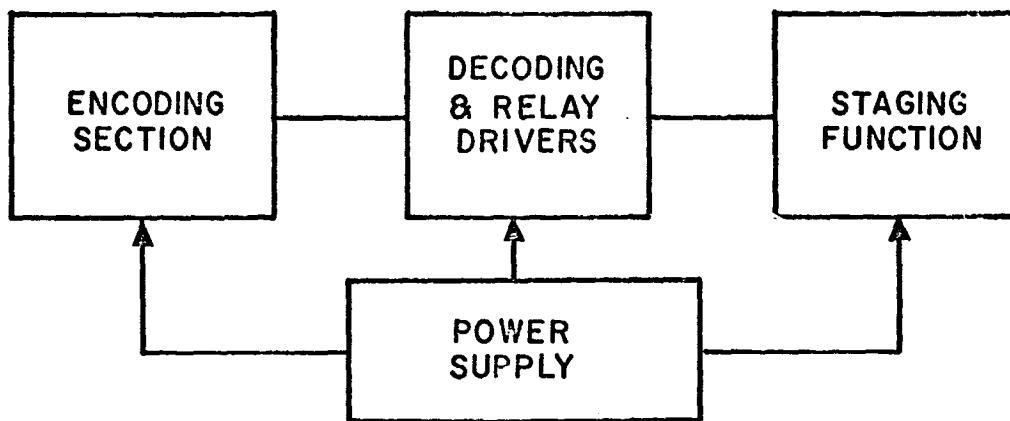 ENCODING
SECTION
DECODING
& RELAY
DRIVERS
STAGING
FUNCTION
POWER
SUPPLY